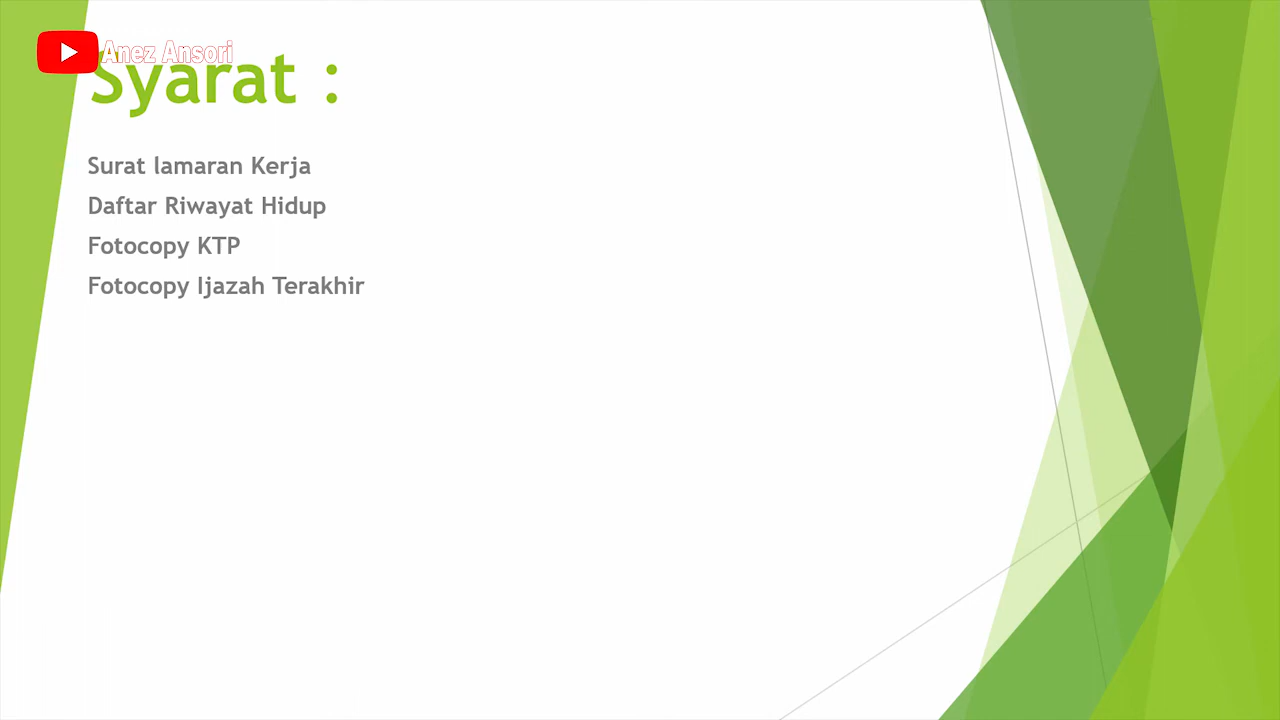 Anez Ansori
Syarat :
Surat lamaran Kerja
Daftar Riwayat Hidup
Fotocopy KTP
Fotocopy Ijazah Terakhir